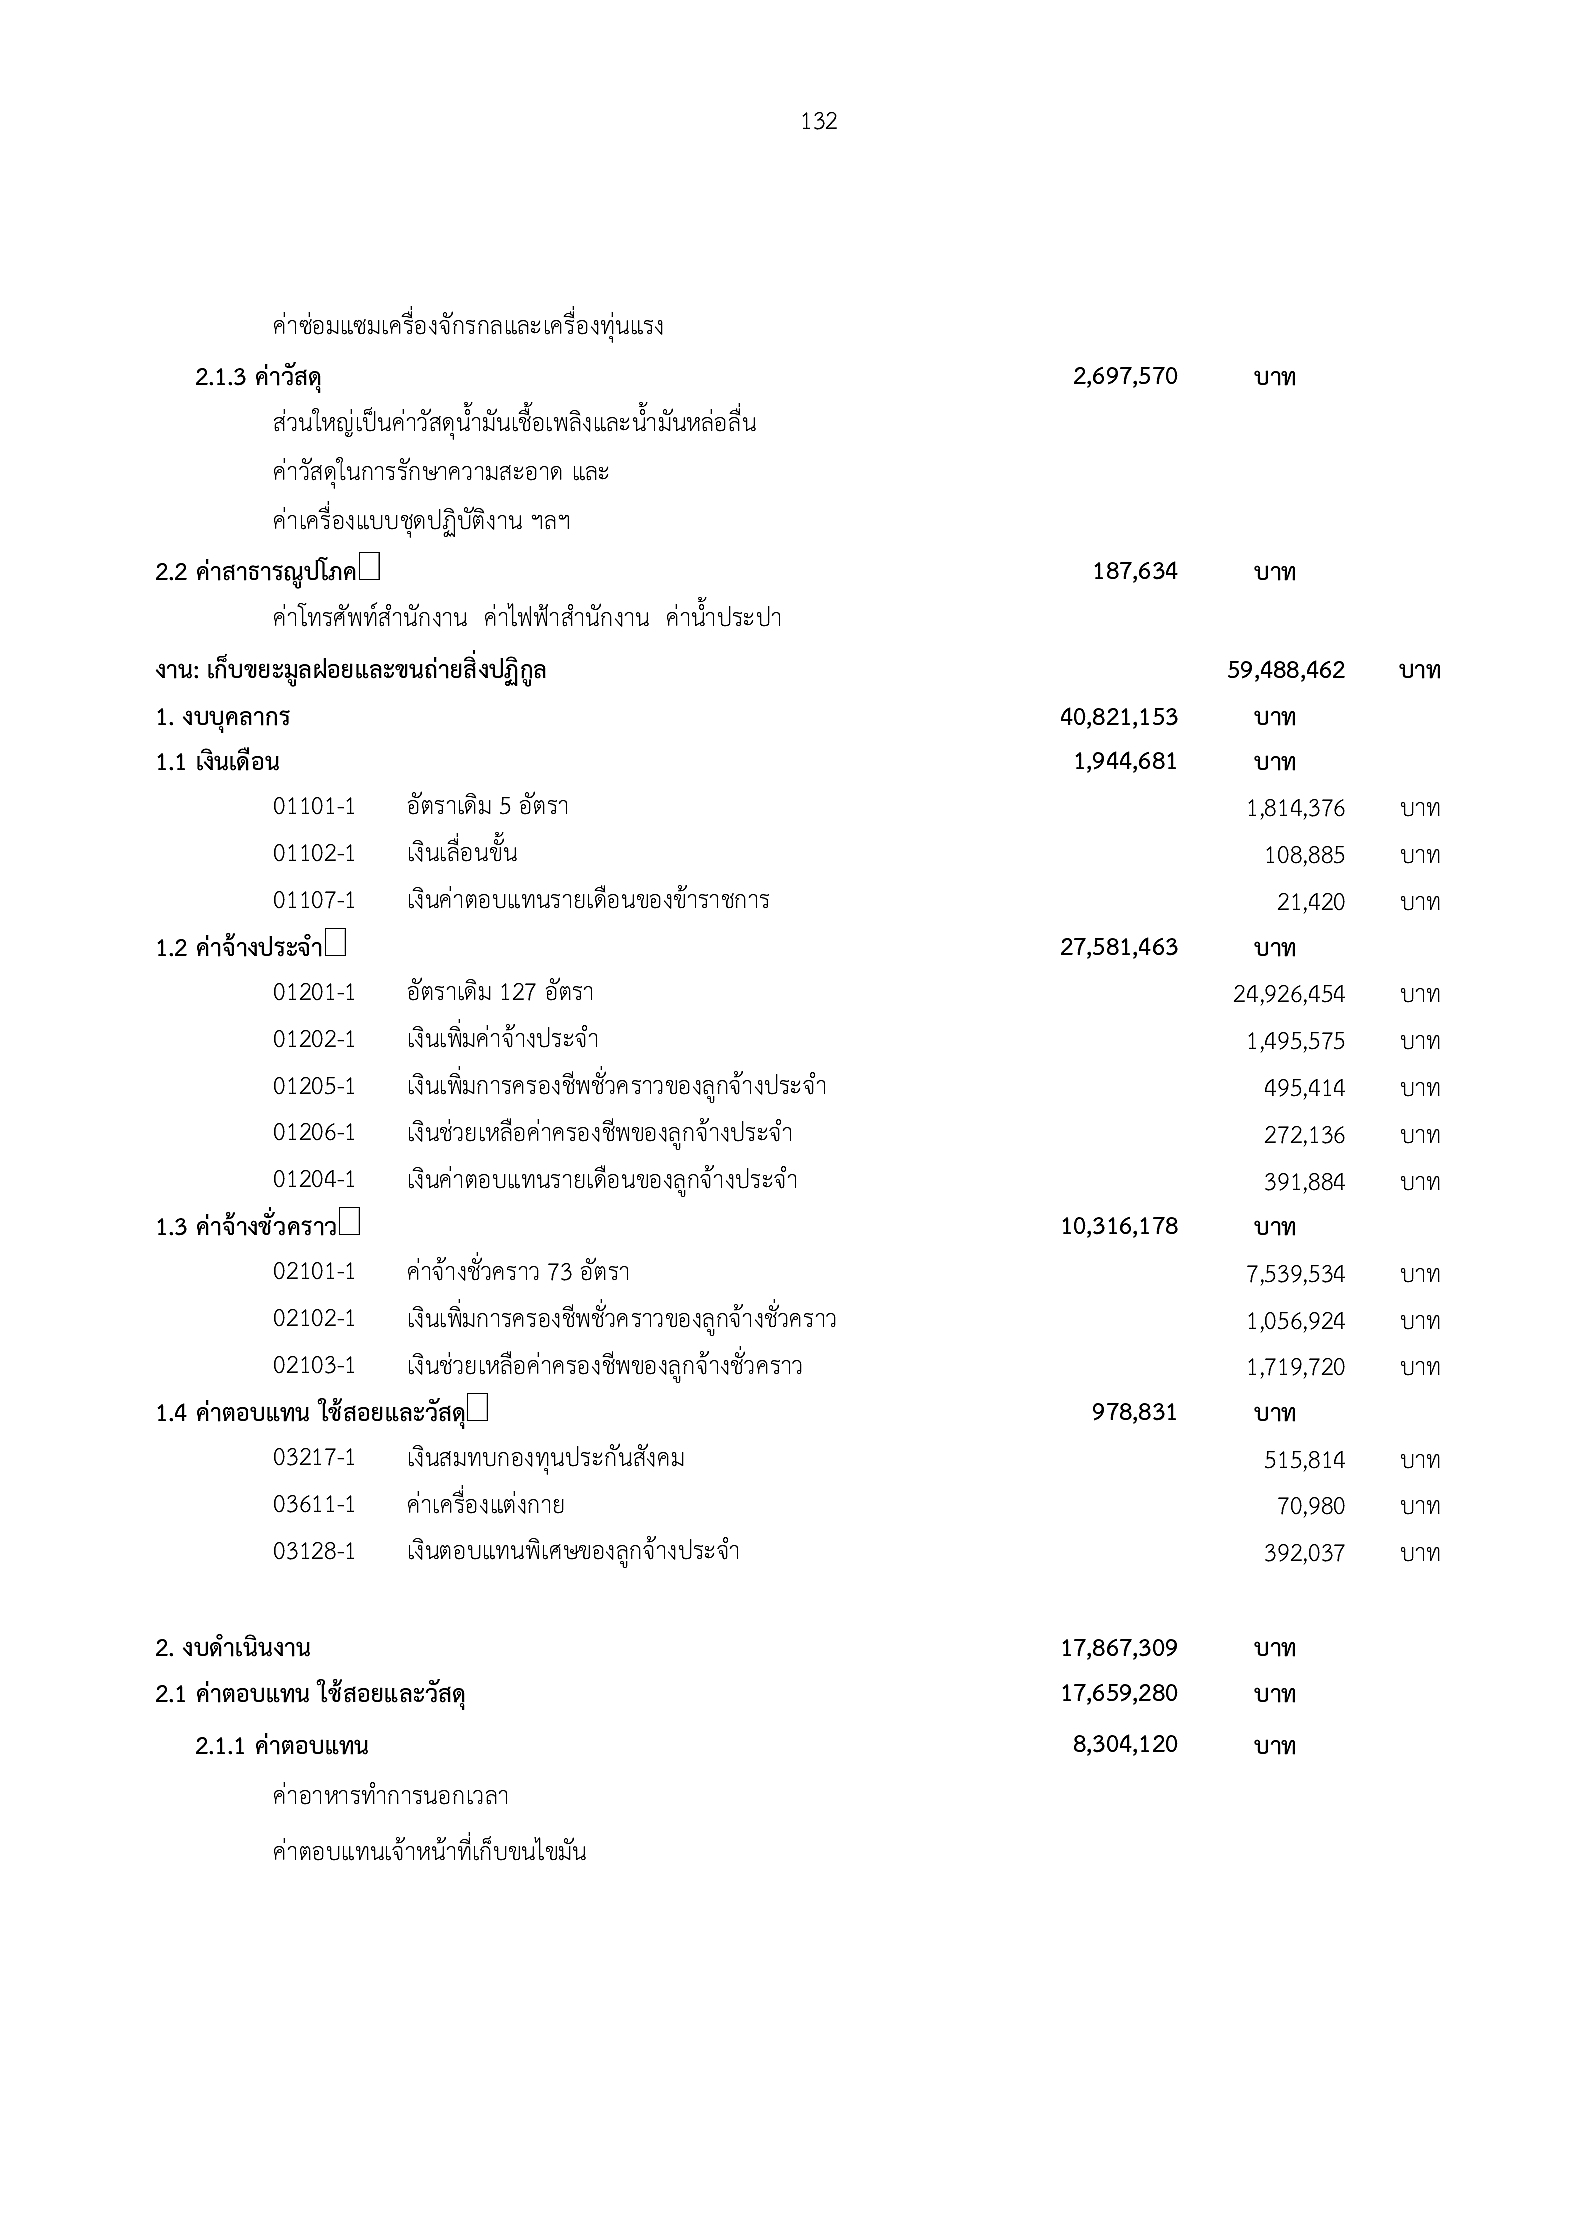 132
ค่าซ่อมแซมเครื่องจักรกลและเครื่องทุ่นแรง
2.1.3 ค่าวัสดุ 2,697,570 บาท
ส่วนใหญ่เป็นค่าวัสดุน้ำมันเชื้อเพลิงและน้ำมันหล่อลื่น
ค่าวัสดุในการรักษาความสะอาด และ
ค่าเครื่องแบบชุดปฏิบัติงาน ฯลฯ
2.2 ค่าสาธารณูปโภค 187,634 บาท
ค่าโทรศัพท์สำนักงาน ค่าไฟฟ้าสำนักงาน ค่าน้ำประปา
งาน: เก็บขยะมูลฝอยและขนถ่ายสิ่งปฏิกูล 59,488,462 บาท
1. งบบุคลากร 40,821,153 บาท
1.1 เงินเดือน 1,944,681 บาท
01101-1 อัตราเดิม 5 อัตรา 1,814,376 บาท
01102-1 เงินเลื่อนขั้น 108,885 บาท
01107-1 เงินค่าตอบแทนรายเดือนของข้าราชการ 21,420 บาท
1.2 ค่าจ้างประจำ 27,581,463 บาท
01201-1 อัตราเดิม 127 อัตรา 24,926,454 บาท
01202-1 เงินเพิ่มค่าจ้างประจำ 1,495,575 บาท
01205-1 เงินเพิ่มการครองชีพชั่วคราวของลูกจ้างประจำ 495,414 บาท
01206-1 เงินช่วยเหลือค่าครองชีพของลูกจ้างประจำ 272,136 บาท
01204-1 เงินค่าตอบแทนรายเดือนของลูกจ้างประจำ 391,884 บาท
1.3 ค่าจ้างชั่วคราว 10,316,178 บาท
02101-1 ค่าจ้างชั่วคราว 73 อัตรา 7,539,534 บาท
02102-1 เงินเพิ่มการครองชีพชั่วคราวของลูกจ้างชั่วคราว 1,056,924 บาท
02103-1 เงินช่วยเหลือค่าครองชีพของลูกจ้างชั่วคราว 1,719,720 บาท
1.4 ค่าตอบแทน ใช้สอยและวัสดุ 978,831 บาท
03217-1 เงินสมทบกองทุนประกันสังคม 515,814 บาท
03611-1 ค่าเครื่องแต่งกาย 70,980 บาท
03128-1 เงินตอบแทนพิเศษของลูกจ้างประจำ 392,037 บาท
2. งบดำเนินงาน 17,867,309 บาท
2.1 ค่าตอบแทน ใช้สอยและวัสดุ 17,659,280 บาท
2.1.1 ค่าตอบแทน 8,304,120 บาท
ค่าอาหารทำการนอกเวลา
ค่าตอบแทนเจ้าหน้าที่เก็บขนไขมัน